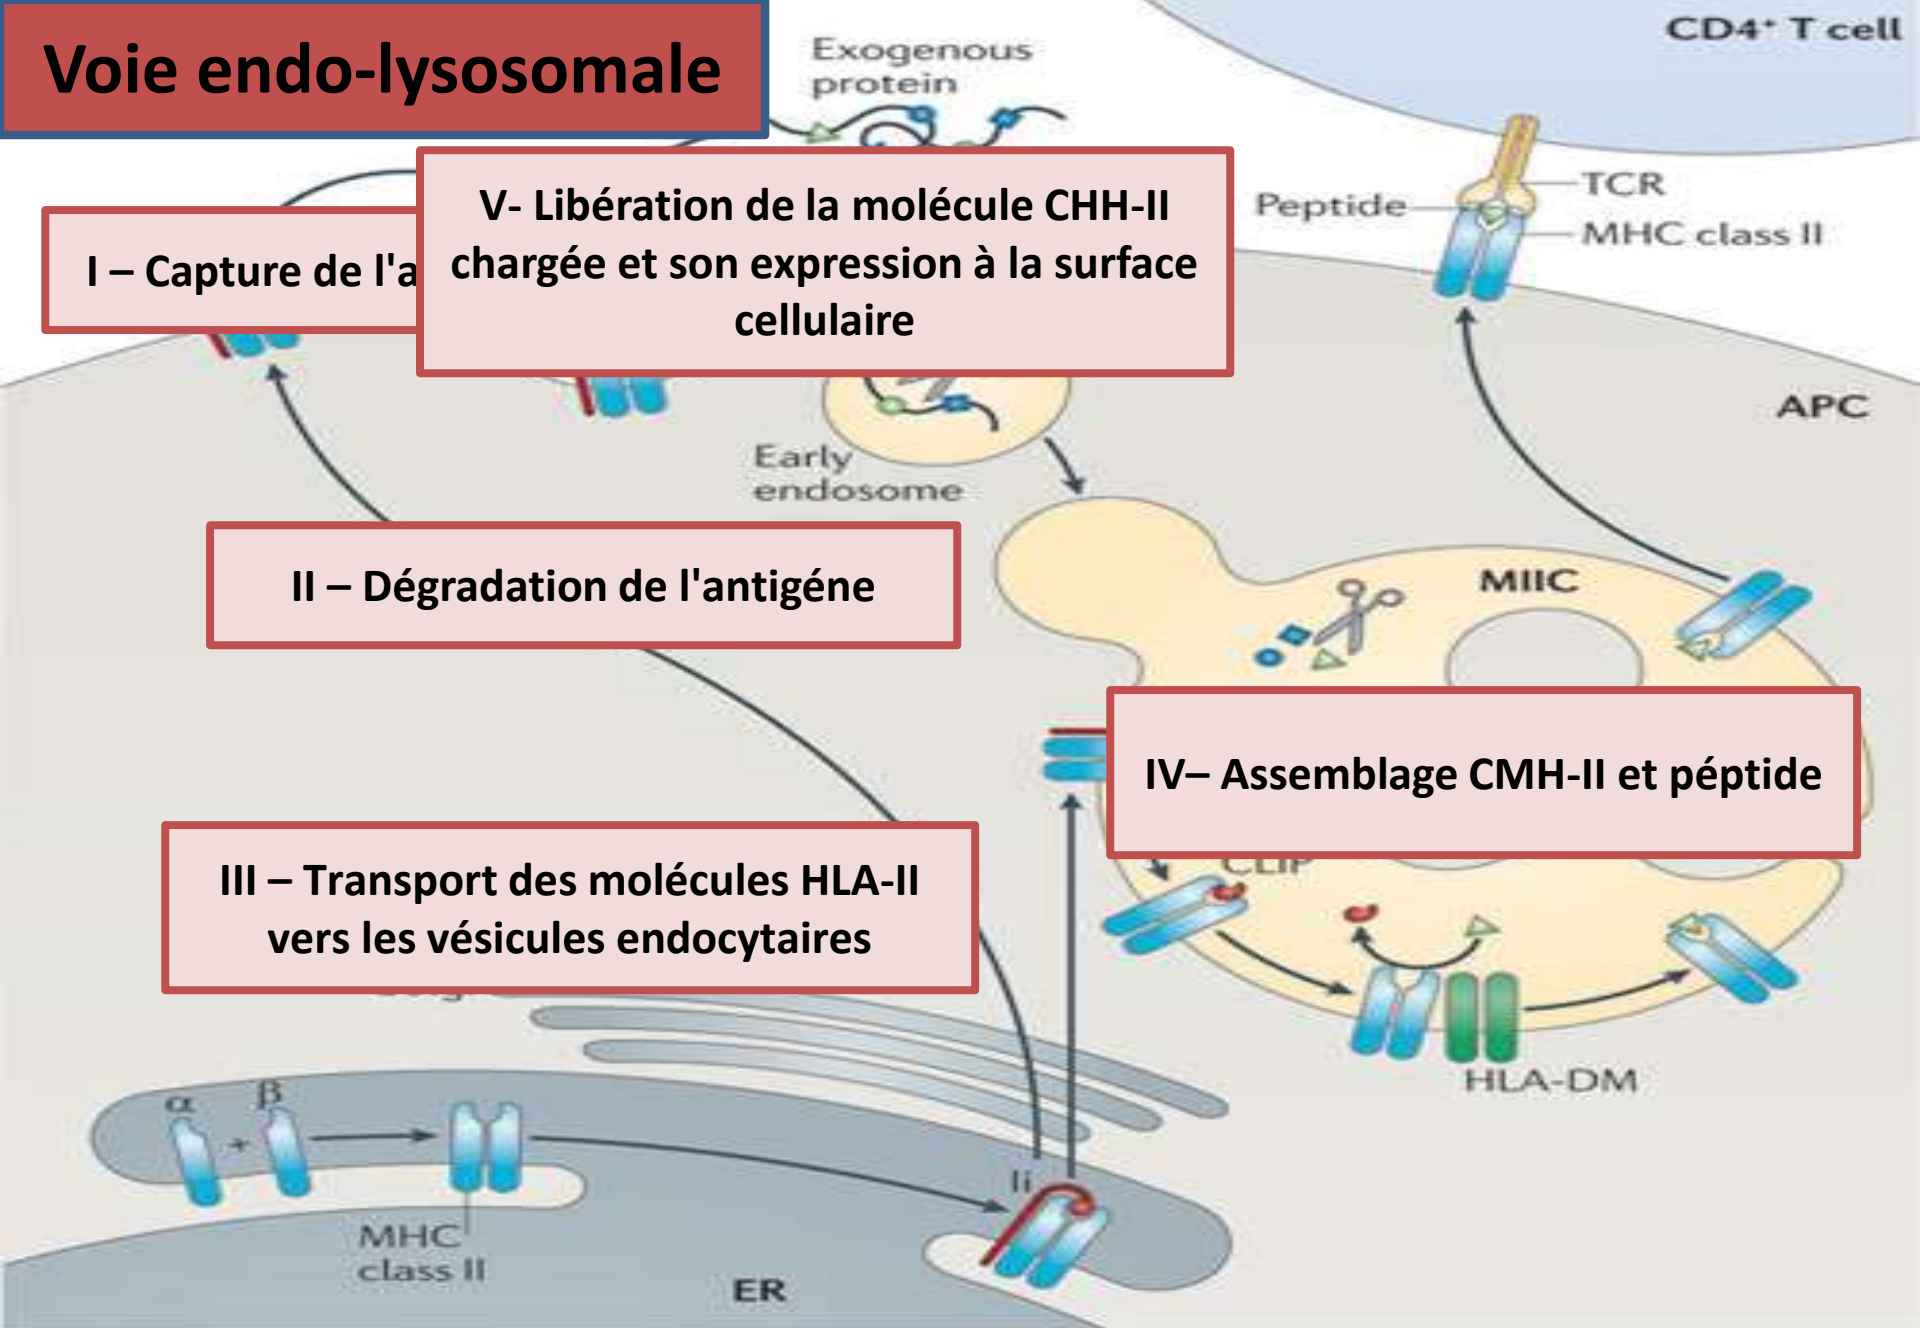 Voie endo-lysosomale
Exogenous
protein
CD4⁺ T cell
V- Libération de la molécule CHH-II
chargée et son expression à la surface
cellulaire
I – Capture de l'a
Peptide
TCR
MHC class II
APC
Early
endosome
II – Dégradation de l'antigéne
MIIC
IV– Assemblage CMH-II et péptide
III – Transport des molécules HLA-II
vers les vésicules endocytaires
CLIP
HLA-DM
α
+
β
Ii
MHC
class II
ER